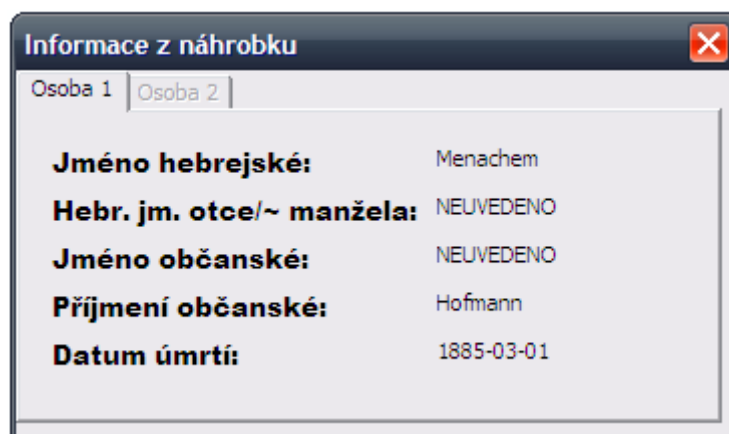 Informace z náhrobku
Osoba 1 Osoba 2
Jméno hebrejské: Menachem
Hebr. jm. otce/~ manžela: NEUVEDENO
Jméno občanské: NEUVEDENO
Příjmení občanské: Hofmann
Datum úmrtí: 1885-03-01